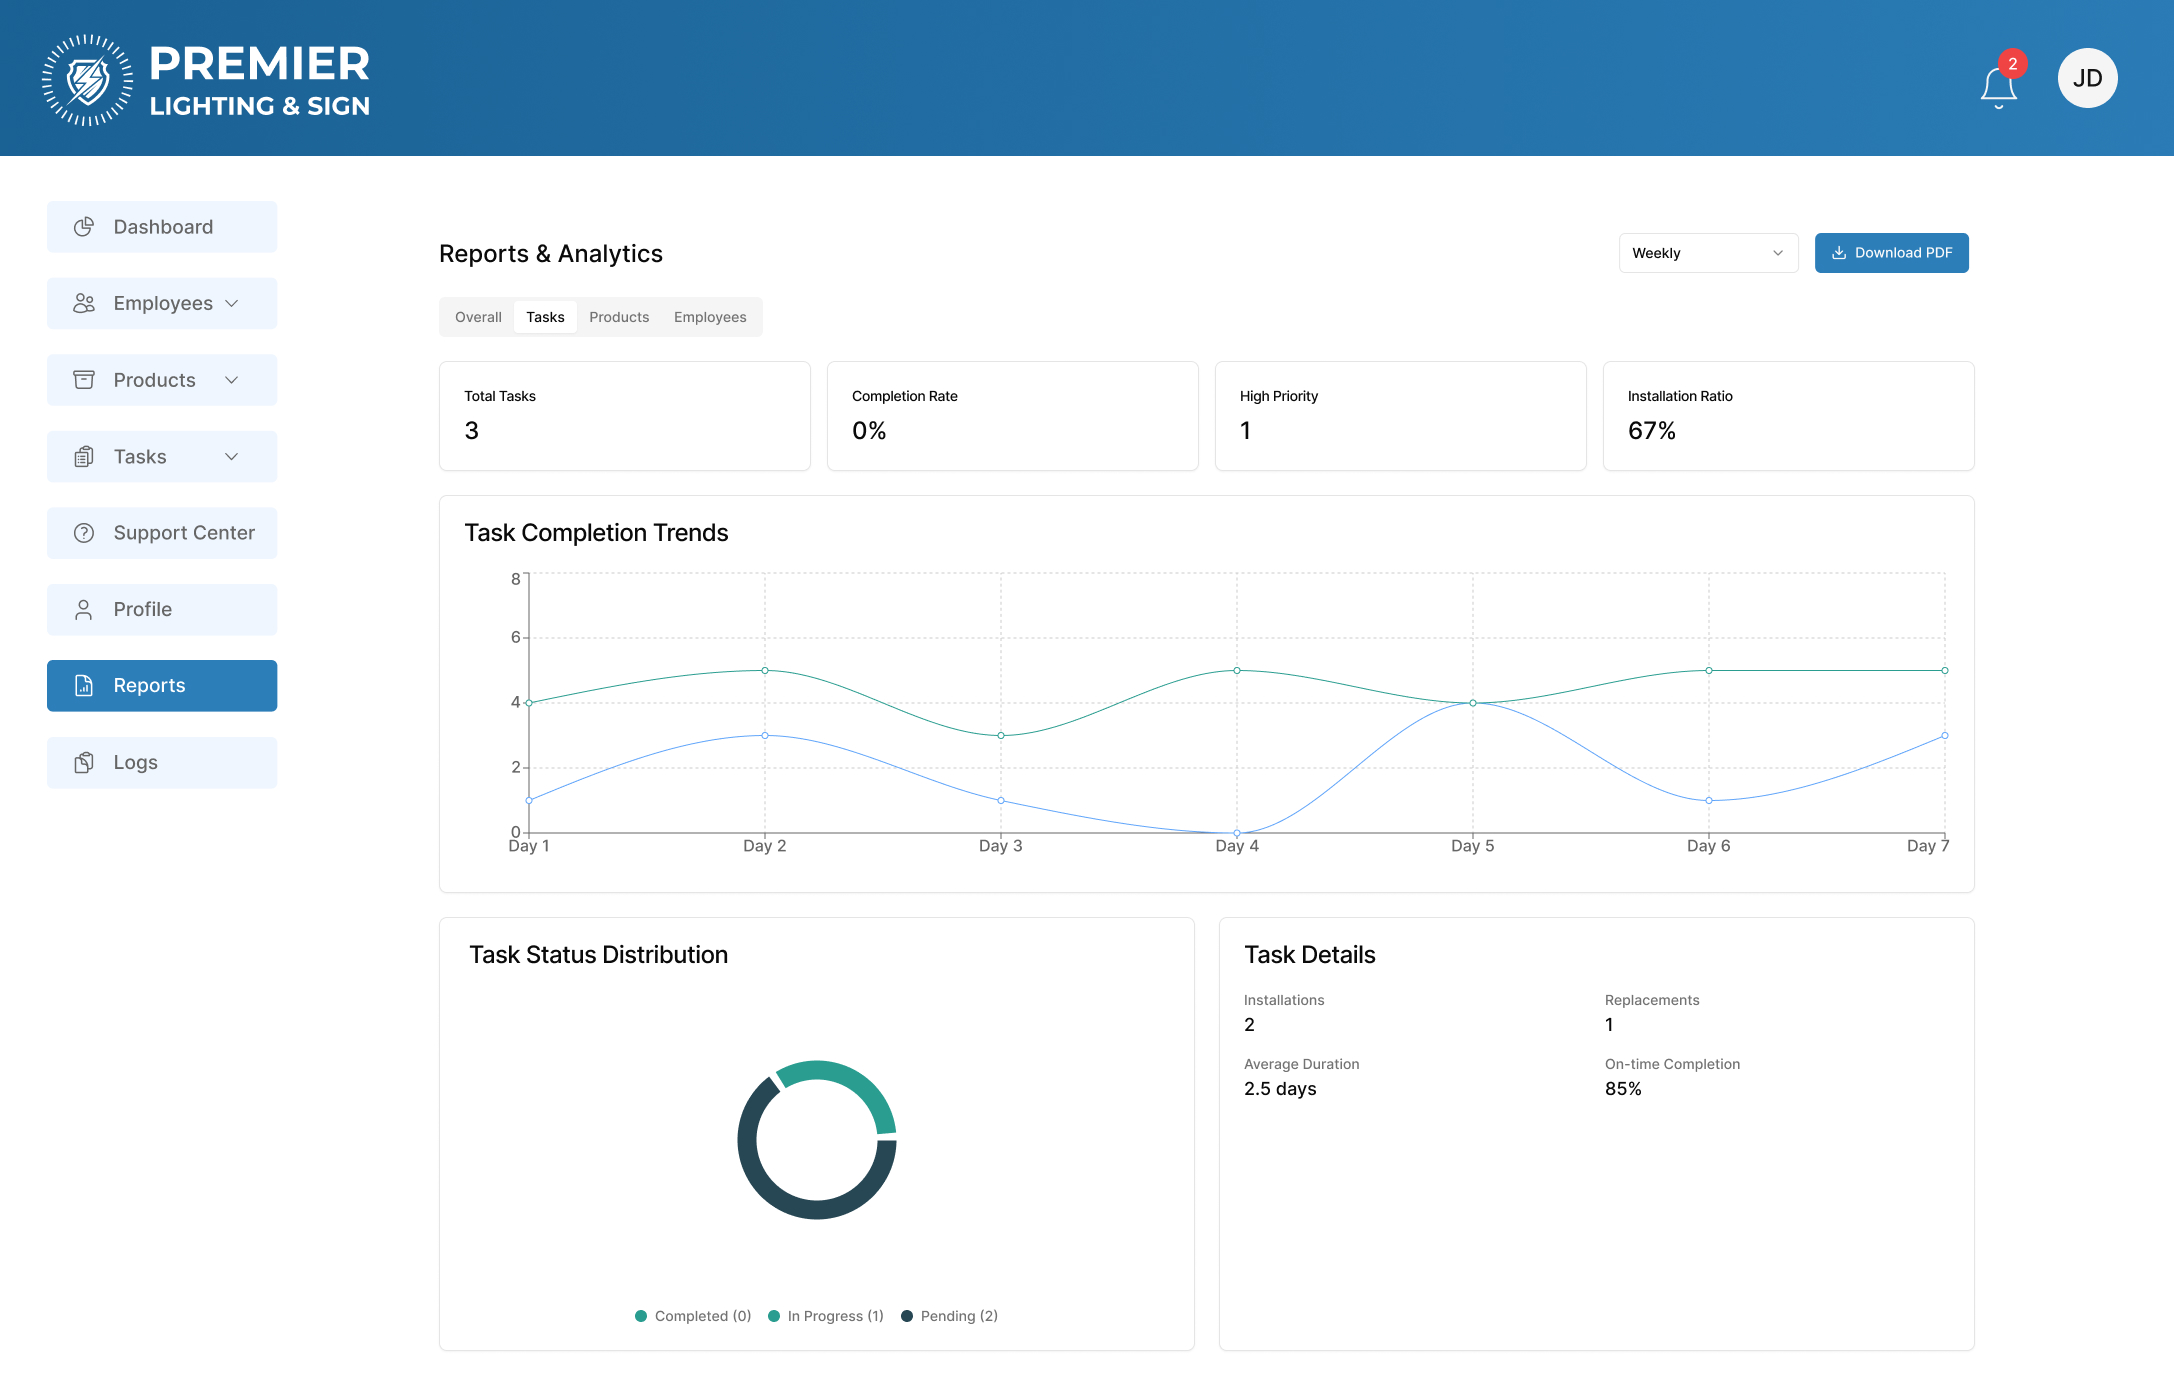 PREMIER
LIGHTING & SIGN
2
JD
Dashboard
Employees
Products
Tasks
Support Center
Profile
Reports
Logs
Reports & Analytics
Weekly
Download PDF
Overall Tasks Products Employees
Total Tasks
3
Completion Rate
0%
High Priority
1
Installation Ratio
67%
Task Completion Trends
8
6
4
2
0
Day 1 Day 2 Day 3 Day 4 Day 5 Day 6 Day 7
Task Status Distribution
Completed (0) In Progress (1) Pending (2)
Task Details
Installations
2
Replacements
1
Average Duration
2.5 days
On-time Completion
85%